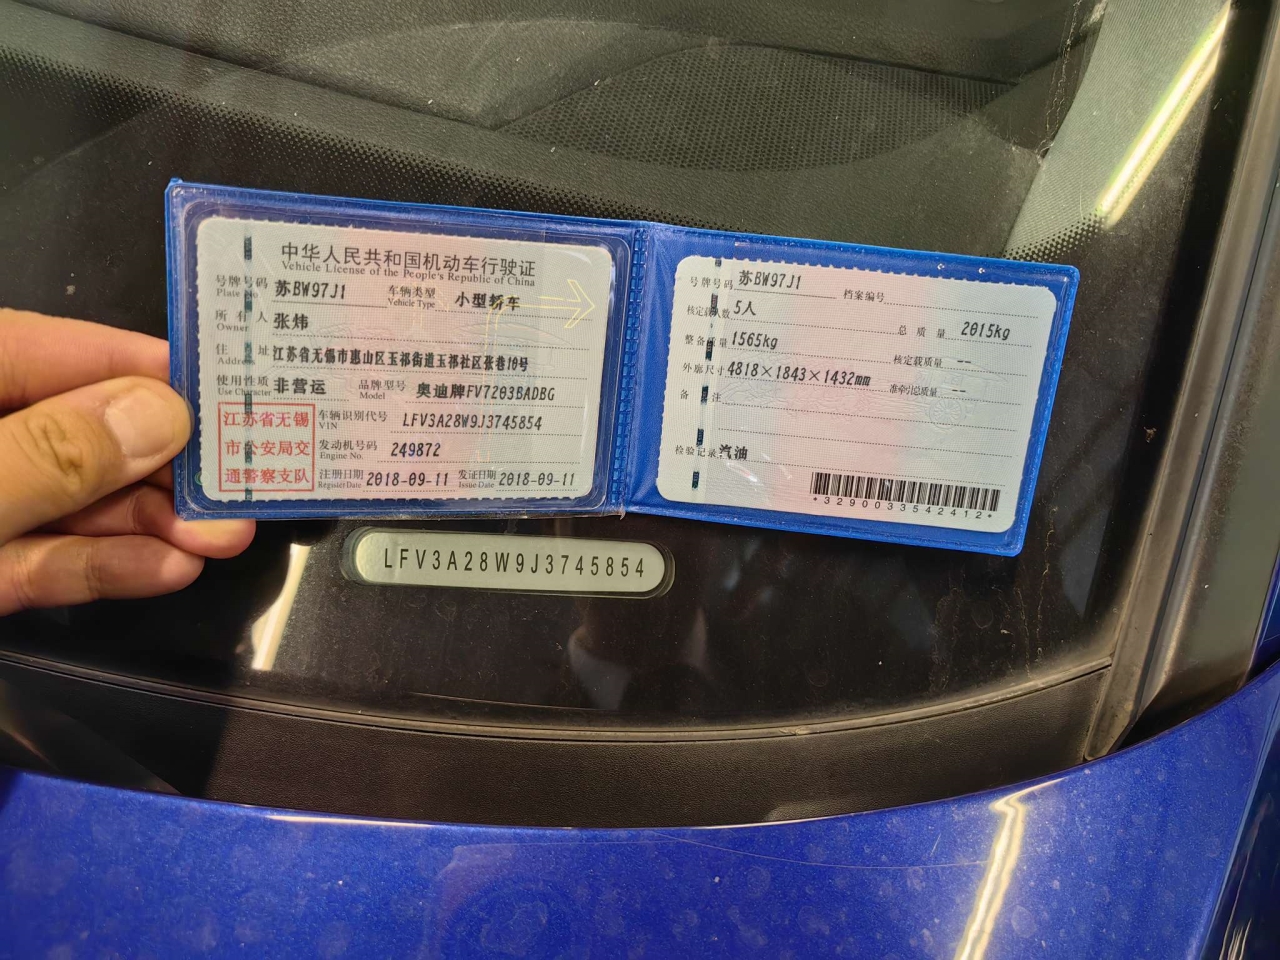 中华人民共和国机动车行驶证
Vehicle License of the People's Republic of China
号牌号码 苏BW97J1 车辆类型 小型轿车
Plate No. Vehicle Type
所有人 张炜
Owner
住址 江苏省无锡市惠山区玉祁街道玉祁社区张巷10号
Address
使用性质 非营运 品牌型号 奥迪牌FV7203BADBG
Use Character Model
江苏省无锡
市公安局交
通警察支队
车辆识别代号 LFV3A28W9J3745854
VIN
发动机号码 249872
Engine No.
注册日期 2018-09-11 发证日期 2018-09-11
Register Date Issue Date
号牌号码 苏BW97J1 档案编号
核定载人数 5人 总质量 2015kg
整备质量 1565kg 核定载质量 --
外廓尺寸 4818×1843×1432mm 准牵引总质量 --
备注
检验记录 汽油
*3290033542412*
LFV3A28W9J3745854